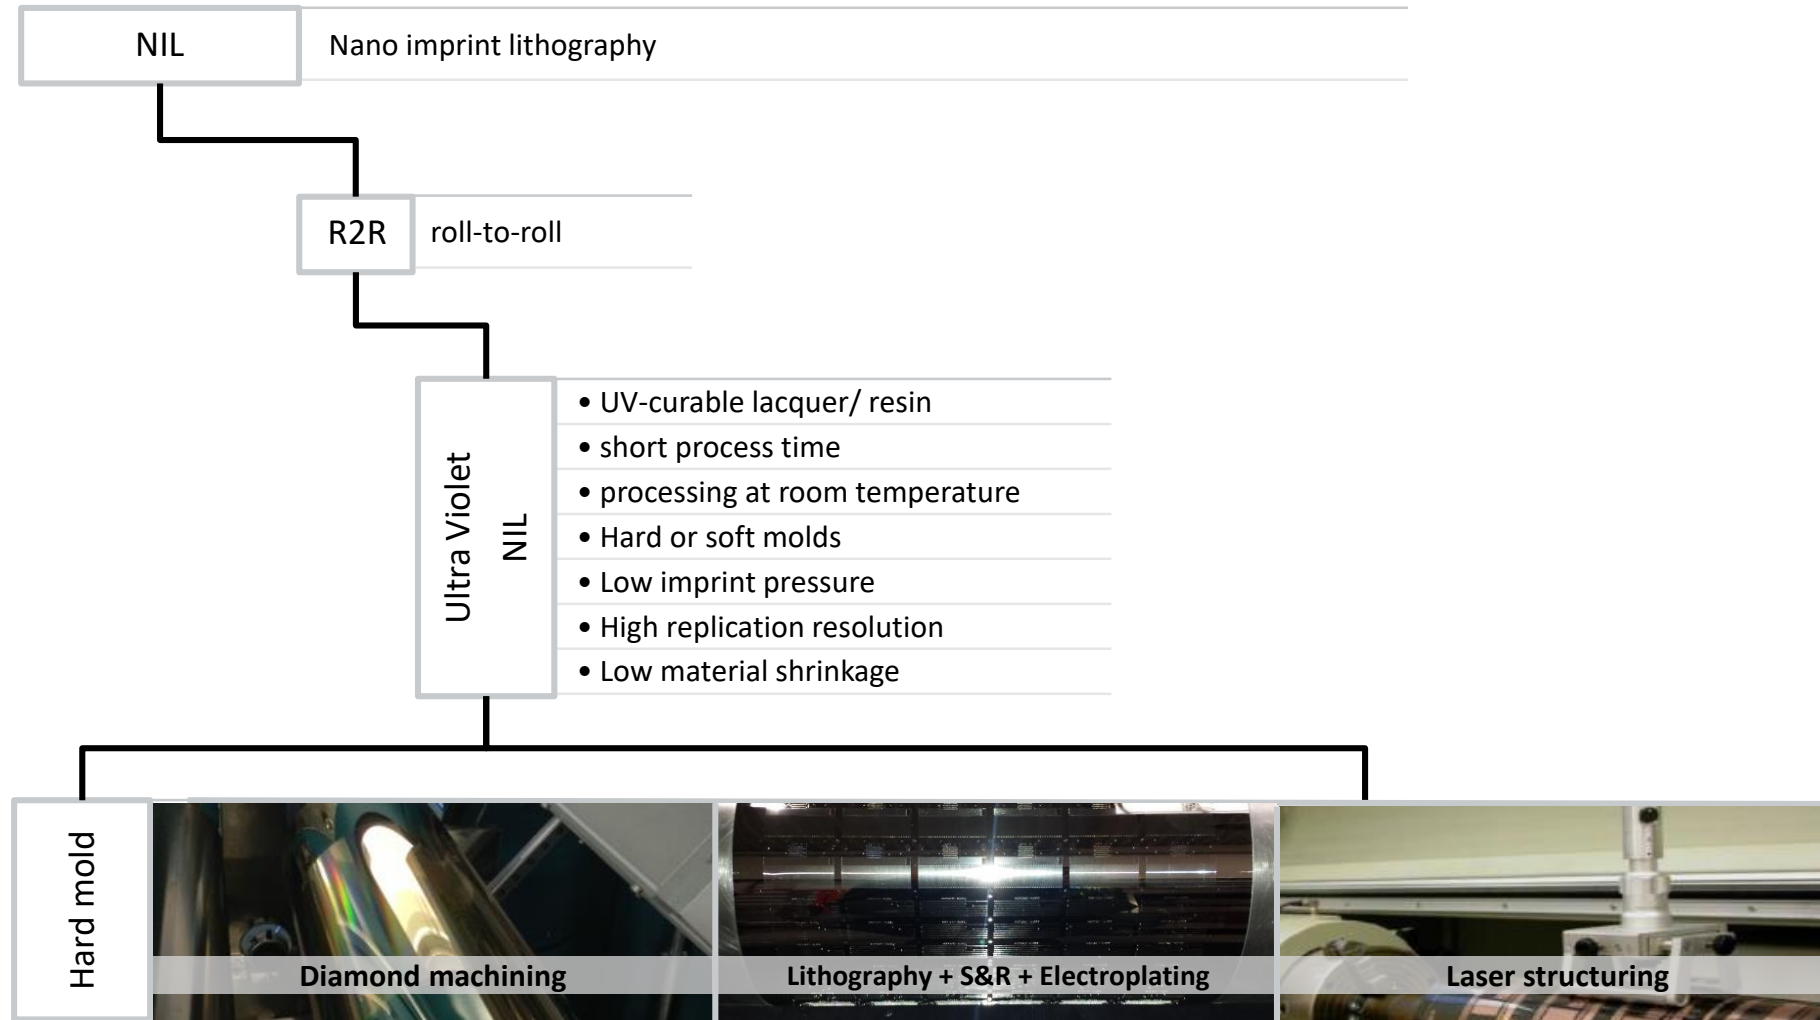 NIL
Nano imprint lithography
R2R
roll-to-roll
Ultra Violet
NIL
• UV-curable lacquer/ resin
• short process time
• processing at room temperature
• Hard or soft molds
• Low imprint pressure
• High replication resolution
• Low material shrinkage
Hard mold
Diamond machining
Lithography + S&R + Electroplating
Laser structuring